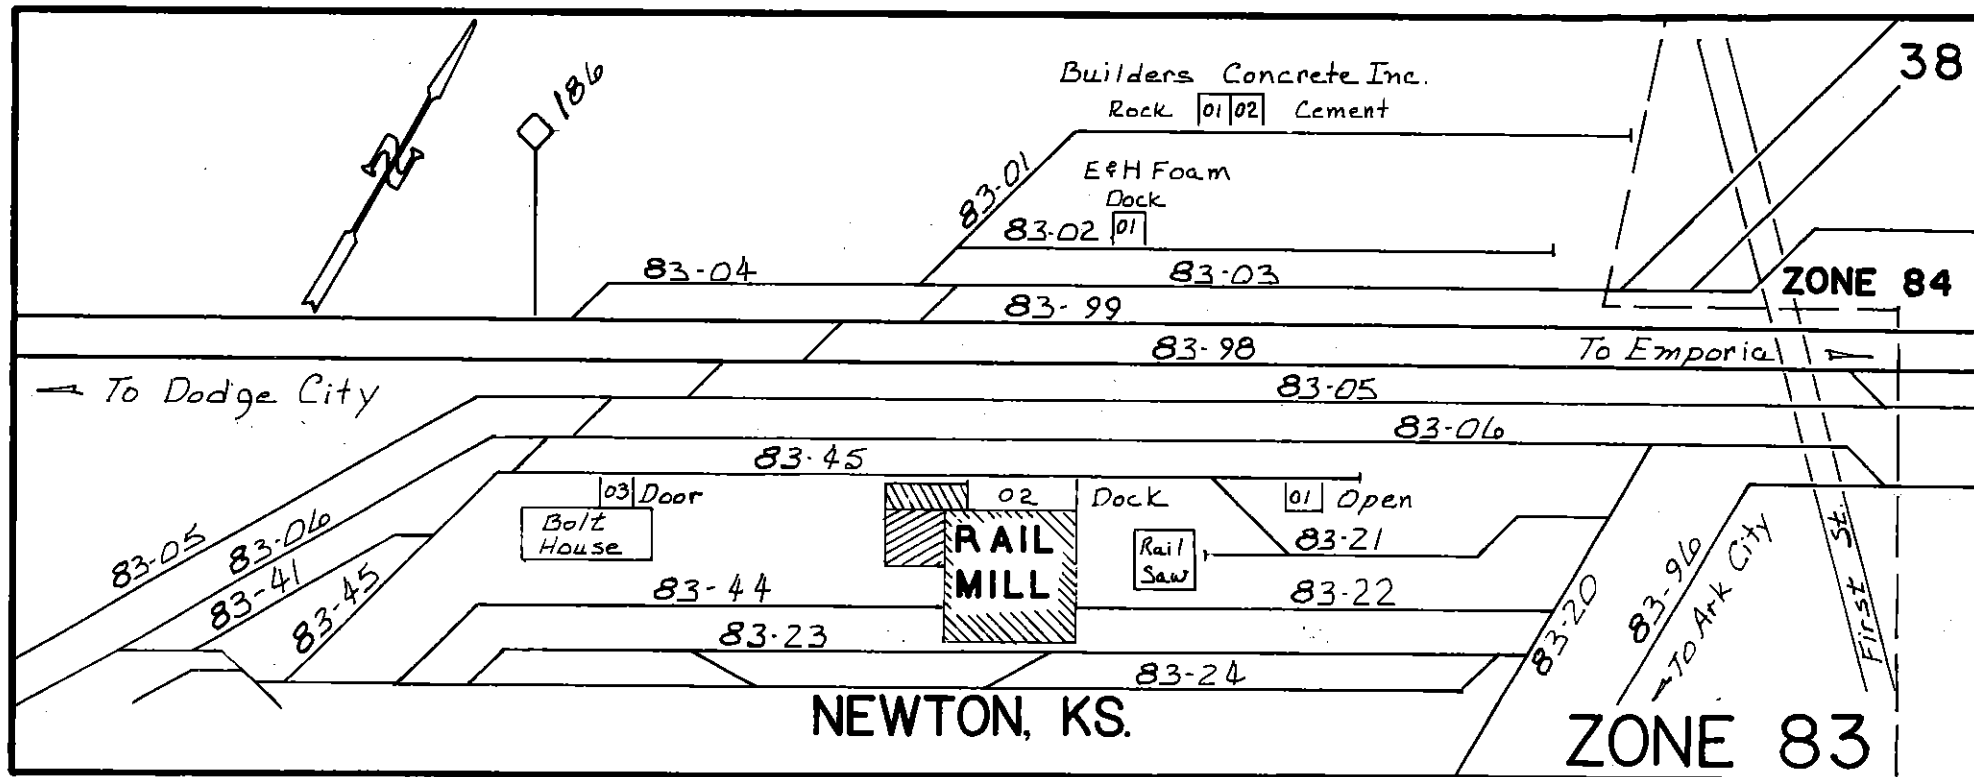 38
186
N
Builders Concrete Inc.
Rock 01 02 Cement
83-01
E&H Foam
Dock
83-02 01
83-04
83-03
ZONE 84
83-99
83-98
To Emporia
To Dodge City
83-05
83-06
83-45
03 Door
02 Dock
01 Open
Bolt
House
RAIL
MILL
Rail
Saw
83-21
83-05
83-06
83-41
83-45
83-44
83-22
83-23
83-24
83-20
83-96
To Ark City
First St.
NEWTON, KS.
ZONE 83